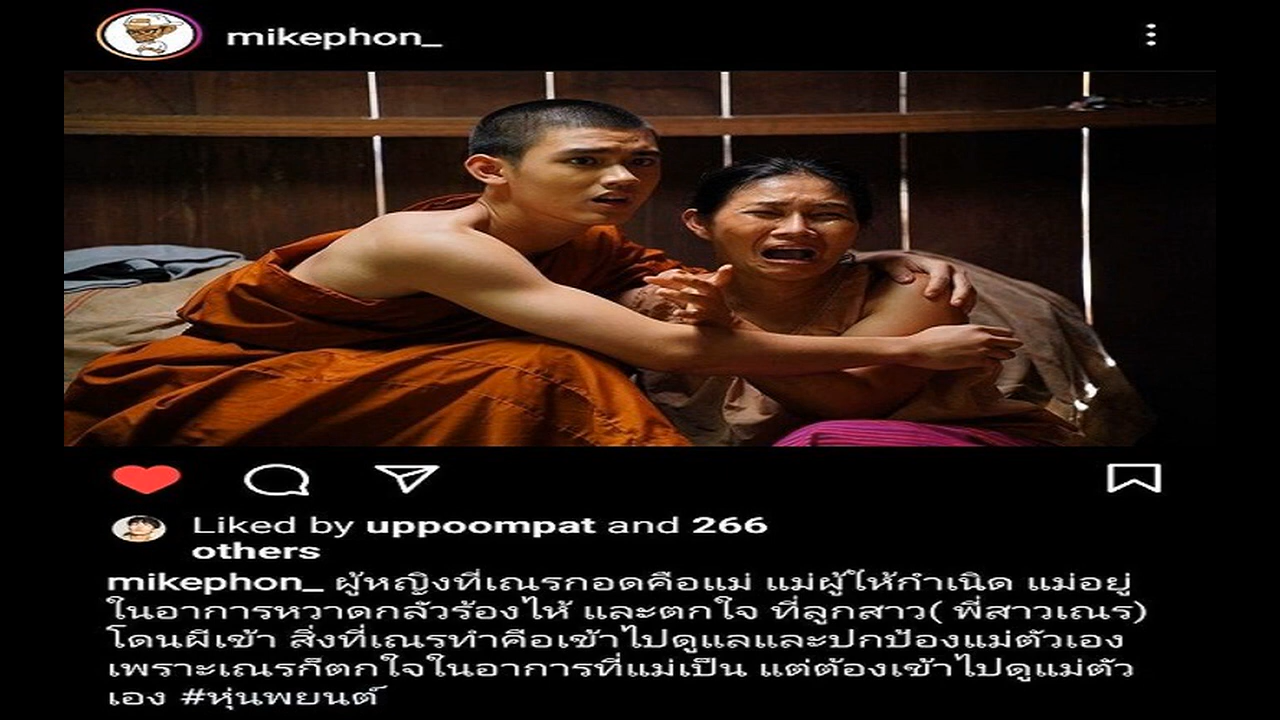 mikephon_
Liked by uppoompat and 266
others
mikephon_ ผู้หญิงที่เณรกอดคือแม่ แม่ผู้ให้กำเนิด แม่อยู่
ในอาการหวาดกลัวร้องไห้ และตกใจ ที่ลูกสาว( พี่สาวเณร)
โดนผีเข้า สิ่งที่เณรทำคือเข้าไปดูแลและปกป้องแม่ตัวเอง
เพราะเณรก็ตกใจในอาการที่แม่เป็น แต่ต้องเข้าไปดูแม่ตัว
เอง #หุ่นพยนต์